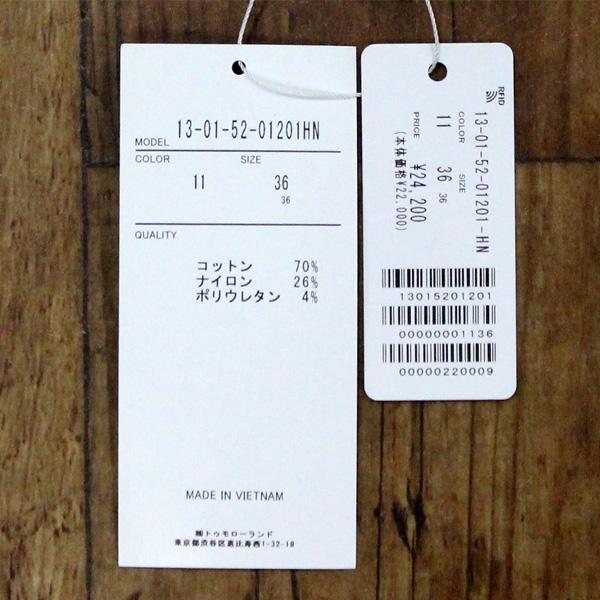 MODEL 13-01-52-01201HN
COLOR SIZE
11 36
36
QUALITY
コットン 70%
ナイロン 26%
ポリウレタン 4%
MADE IN VIETNAM
㈱トゥモローランド
東京都渋谷区恵比寿西1-32-18
RFID
13-01-52-01201-HN
COLOR SIZE
11 36 36
PRICE ¥24,200
(本体価格¥22,000)
13015201201
00000001136
00000220009